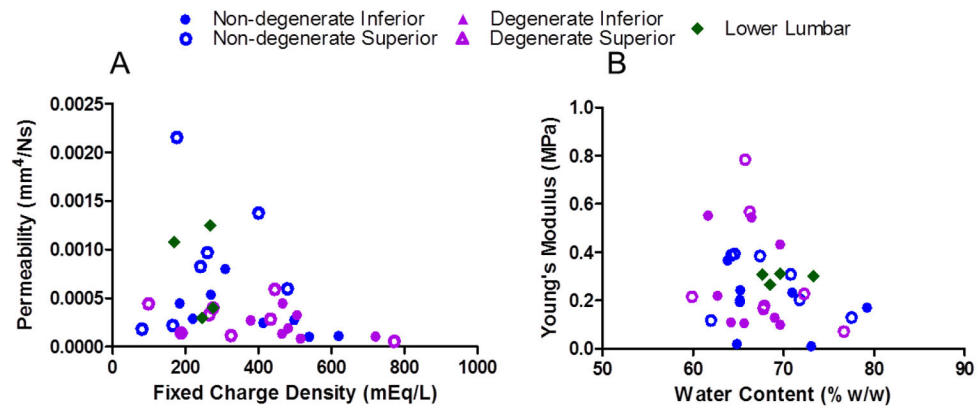 Non-degenerate Inferior
Non-degenerate Superior
Degenerate Inferior
Degenerate Superior
Lower Lumbar
A
0.0025
0.0020
0.0015
0.0010
0.0005
0.0000
Permeability (mm⁴/Ns)
0 200 400 600 800 1000
Fixed Charge Density (mEq/L)
B
1.0
0.8
0.6
0.4
0.2
0.0
Young's Modulus (MPa)
50 60 70 80 90
Water Content (% w/w)